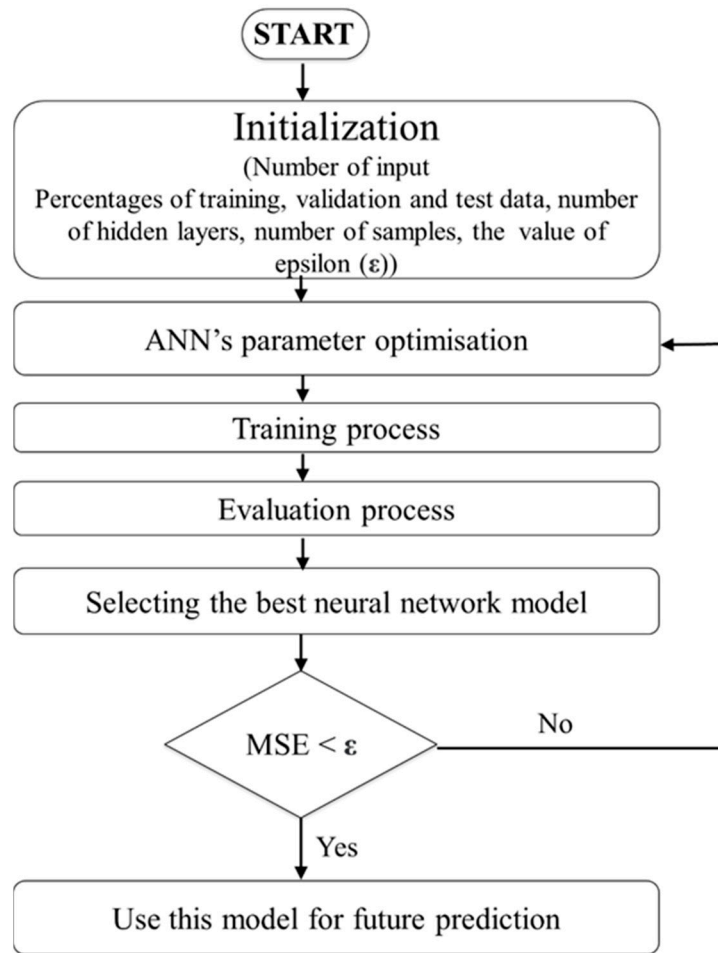 START
Initialization
(Number of input
Percentages of training, validation and test data, number
of hidden layers, number of samples, the value of
epsilon (ε))
ANN’s parameter optimisation
Training process
Evaluation process
Selecting the best neural network model
MSE < ε
No
Yes
Use this model for future prediction